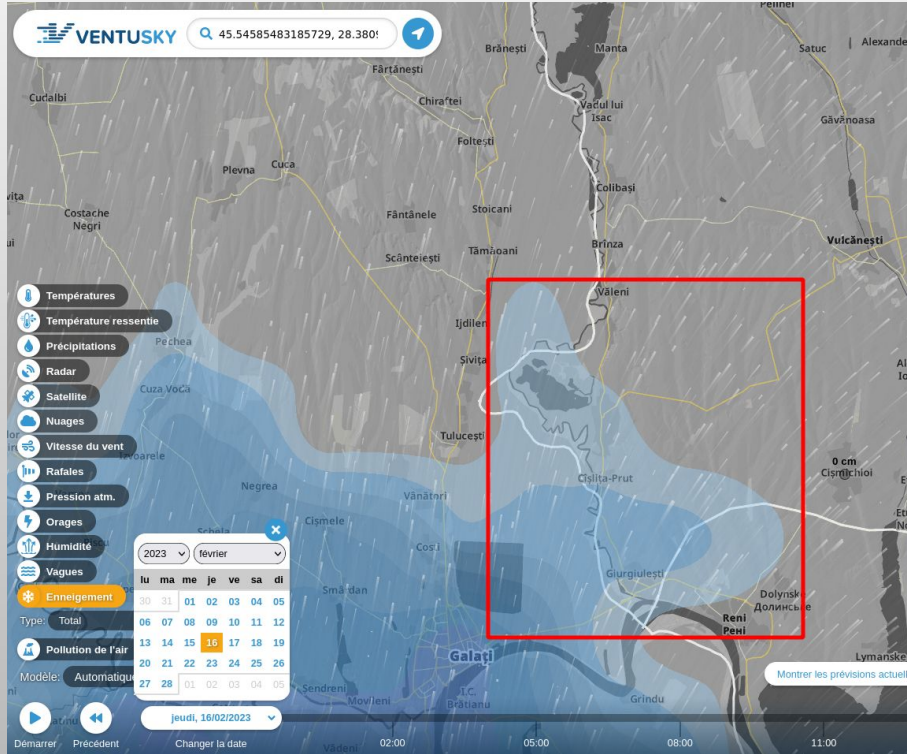 VENTUSKY
45.54585483185729, 28.3809
Pelinei
Brănești
Manta
Satuc
Fârțănești
Cudalbi
Chiraftei
Vadul lui
Isac
Găvănoasa
Foltești
Plevna
Cuca
Colibași
Costache
Negri
Fântânele
Stoicani
Vulcănești
Scânteiești
Tămăoani
Brînza
Températures
Văleni
Température ressentie
Ijdilen
Précipitations
Pechea
Radar
Șivița
Satellite
Cuza Vodă
Nuages
Tulucești
Vitesse du vent
Izvoarele
0 cm
Cișmichioi
Rafales
Negrea
Vânători
Cîșlița-Prut
Pression atm.
Orages
Cișmele
Schela
Humidité
Costi
Vagues
Giurgiulești
Enneigement
Smârdan
Dolynske
Долинське
Type: Total
Reni
Рені
Pollution de l'air
Galați
Lymanske
Modèle: Automatique
Montrer les prévisions actuell
Sendreni
Movileni
I.C.
Brătianu
Grindu
Vădeni
2023 février
lu ma me je ve sa di
30 31 01 02 03 04 05
06 07 08 09 10 11 12
13 14 15 16 17 18 19
20 21 22 23 24 25 26
27 28 01 02 03 04 05
jeudi, 16/02/2023
Démarrer Précédent Changer la date
02:00 05:00 08:00 11:00